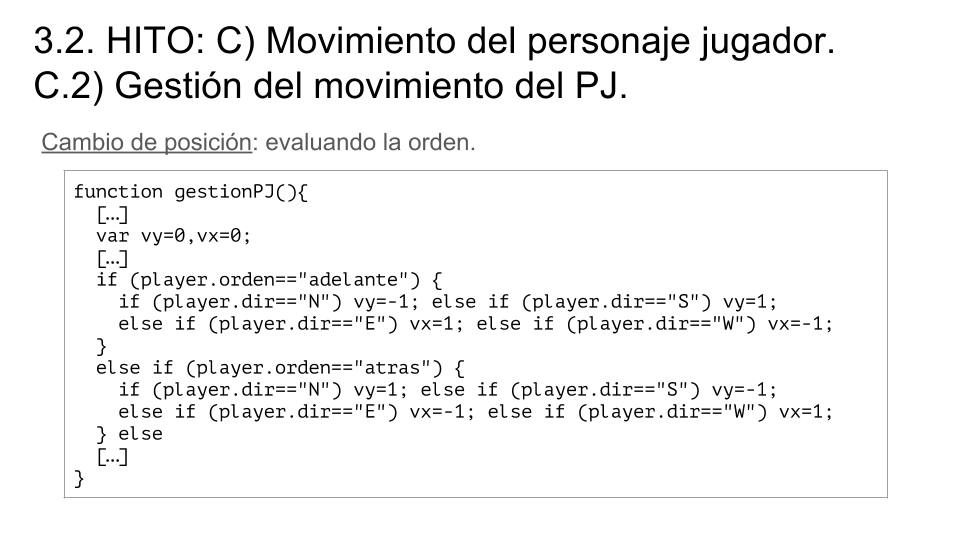 3.2. HITO: C) Movimiento del personaje jugador.
C.2) Gestión del movimiento del PJ.
Cambio de posición: evaluando la orden.
function gestionPJ(){
  […]
  var vy=0,vx=0;
  […]
  if (player.orden=="adelante") {
    if (player.dir=="N") vy=-1; else if (player.dir=="S") vy=1;
    else if (player.dir=="E") vx=1; else if (player.dir=="W") vx=-1;
  }
  else if (player.orden=="atras") {
    if (player.dir=="N") vy=1; else if (player.dir=="S") vy=-1;
    else if (player.dir=="E") vx=-1; else if (player.dir=="W") vx=1;
  } else
  […]
}